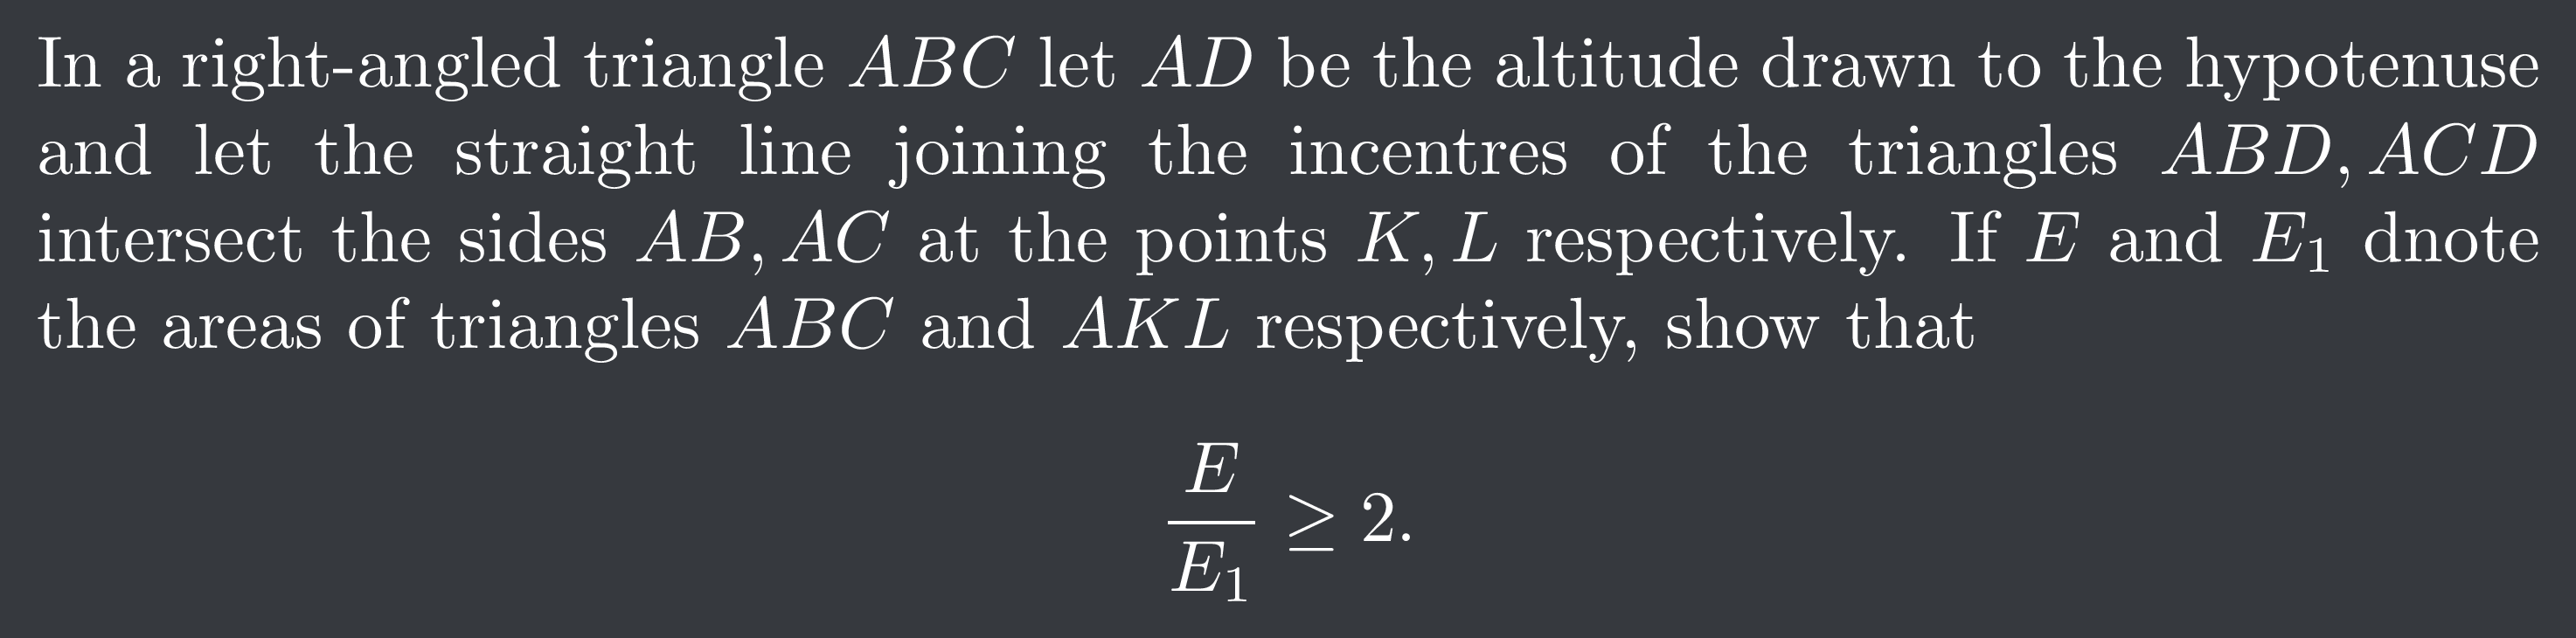 In a right-angled triangle ABC let AD be the altitude drawn to the hypotenuse
and let the straight line joining the incentres of the triangles ABD, ACD
intersect the sides AB, AC at the points K, L respectively. If E and E₁ dnote
the areas of triangles ABC and AKL respectively, show that
E/E₁ ≥ 2.